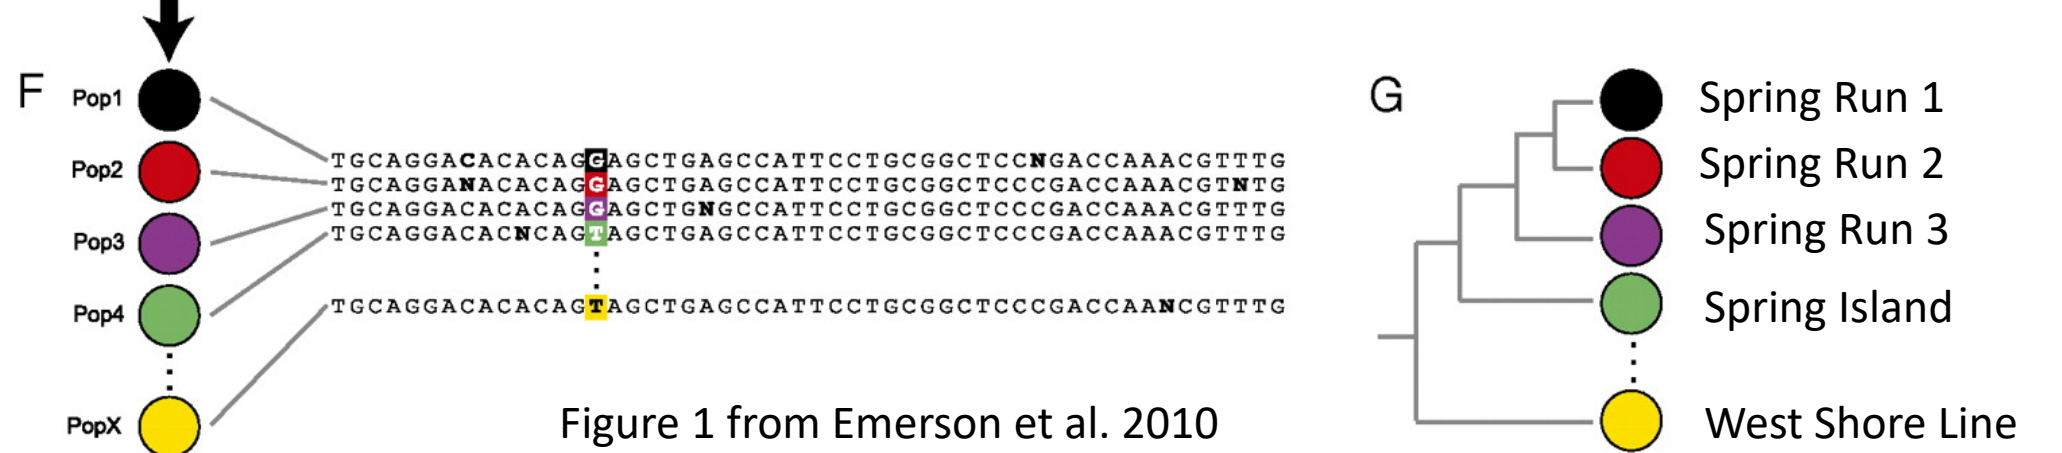 F
Pop1
Pop2
Pop3
Pop4
PopX
TGCAGGACACACAGGAGCTGAGCCATTCCTGCGGCTCCNGACCAAACGTTTG
TGCAGGANACACAGGAGCTGAGCCATTCCTGCGGCTCCCGACCAAACGTNTG
TGCAGGACACACAGGAGCTGNGCCATTCCTGCGGCTCCCGACCAAACGTTTG
TGCAGGACACNCAGTAGCTGAGCCATTCCTGCGGCTCCCGACCAAACGTTTG
TGCAGGACACACAGTAGCTGAGCCATTCCTGCGGCTCCCGACCAANCGTTTG
Figure 1 from Emerson et al. 2010
G
Spring Run 1
Spring Run 2
Spring Run 3
Spring Island
West Shore Line